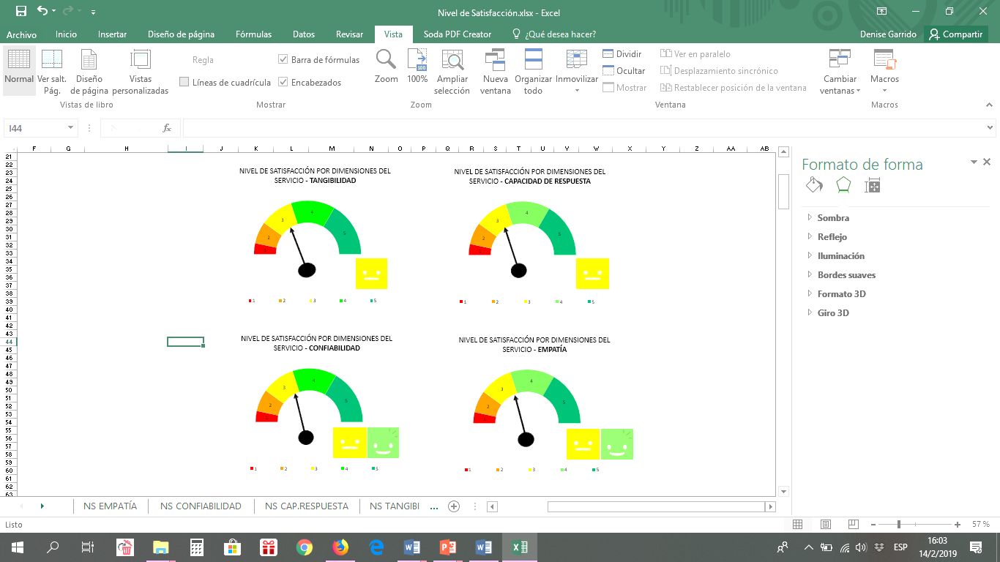 Nivel de Satisfacción.xlsx - Excel
Archivo Inicio Insertar Diseño de página Fórmulas Datos Revisar Vista Soda PDF Creator ¿Qué desea hacer? Denise Garrido Compartir
Normal Ver salt. Pág. Diseño de página Vistas personalizadas
Vistas de libro
Regla Barra de fórmulas
Líneas de cuadrícula Encabezados
Mostrar
Zoom 100% Ampliar selección
Zoom
Nueva ventana Organizar todo Inmovilizar
Dividir Ver en paralelo
Ocultar Desplazamiento sincrónico
Mostrar Restablecer posición de la ventana
Ventana
Cambiar ventanas Macros
Macros
I44 fx
F G H I J K L M N O P Q R S T U V W X Y Z AA AB
21
22
23
24
25
26
27
28
29
30
31
32
33
34
35
36
37
38
39
40
41
42
43
44
45
46
47
48
49
50
51
52
53
54
55
56
57
58
59
60
61
62
63
NIVEL DE SATISFACCIÓN POR DIMENSIONES DEL
SERVICIO - TANGIBILIDAD
1 2 3 4 5
1 2 3 4 5
NIVEL DE SATISFACCIÓN POR DIMENSIONES DEL
SERVICIO - CAPACIDAD DE RESPUESTA
1 2 3 4 5
1 2 3 4 5
NIVEL DE SATISFACCIÓN POR DIMENSIONES DEL
SERVICIO - CONFIABILIDAD
1 2 3 4 5
1 2 3 4 5
NIVEL DE SATISFACCIÓN POR DIMENSIONES DEL
SERVICIO - EMPATÍA
1 2 3 4 5
1 2 3 4 5
Formato de forma
Sombra
Reflejo
Iluminación
Bordes suaves
Formato 3D
Giro 3D
NS EMPATÍA NS CONFIABILIDAD NS CAP.RESPUESTA NS TANGIBI ...
Listo 57 %
ESP 16:03
14/2/2019